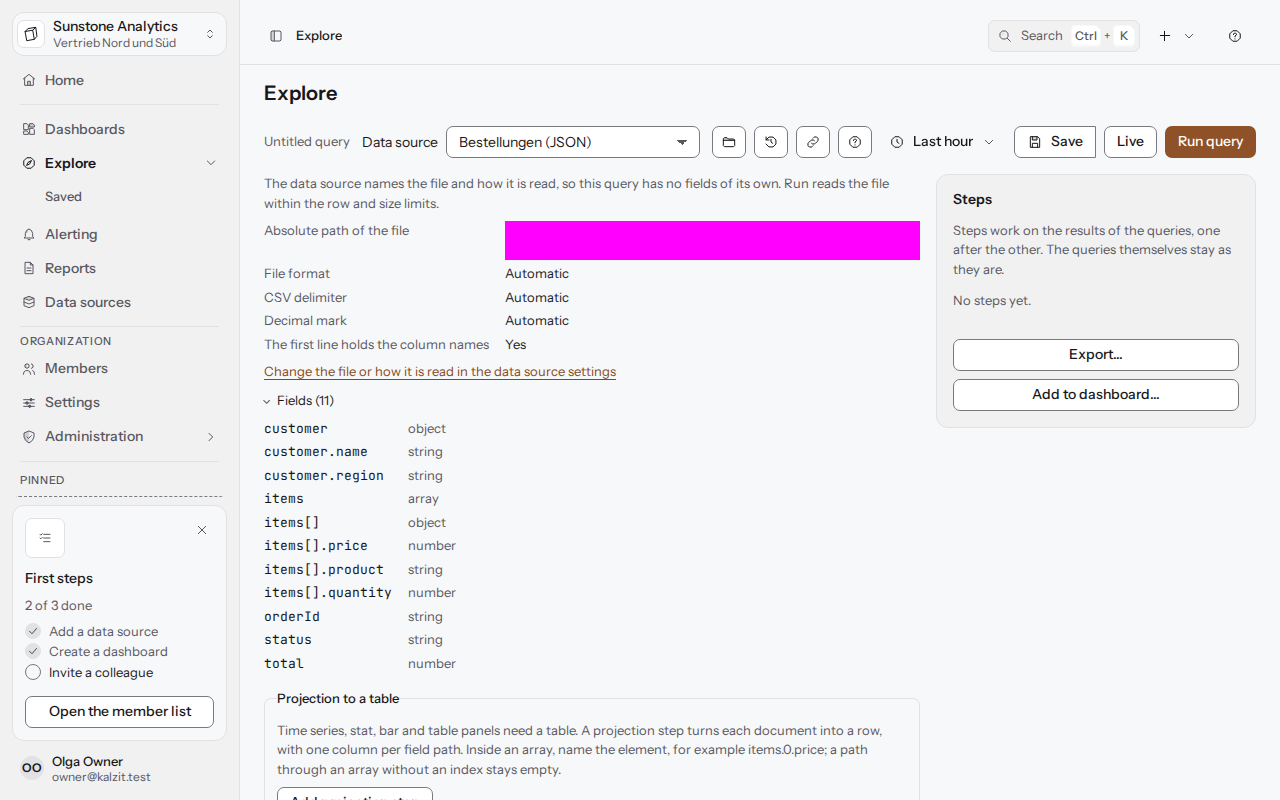 Sunstone Analytics
Vertrieb Nord und Süd
Home
Dashboards
Explore
Saved
Alerting
Reports
Data sources
ORGANIZATION
Members
Settings
Administration
PINNED
First steps
2 of 3 done
Add a data source
Create a dashboard
Invite a colleague
Open the member list
OO
Olga Owner
owner@kalzit.test
Explore
Search Ctrl + K
Explore
Untitled query
Data source
Bestellungen (JSON)
Last hour
Save
Live
Run query
The data source names the file and how it is read, so this query has no fields of its own. Run reads the file
within the row and size limits.
Absolute path of the file
File format Automatic
CSV delimiter Automatic
Decimal mark Automatic
The first line holds the column names Yes
Change the file or how it is read in the data source settings
Fields (11)
customer object
customer.name string
customer.region string
items array
items[] object
items[].price number
items[].product string
items[].quantity number
orderId string
status string
total number
Projection to a table
Time series, stat, bar and table panels need a table. A projection step turns each document into a row,
with one column per field path. Inside an array, name the element, for example items.0.price; a path
through an array without an index stays empty.
Steps
Steps work on the results of the queries, one
after the other. The queries themselves stay as
they are.
No steps yet.
Export...
Add to dashboard...